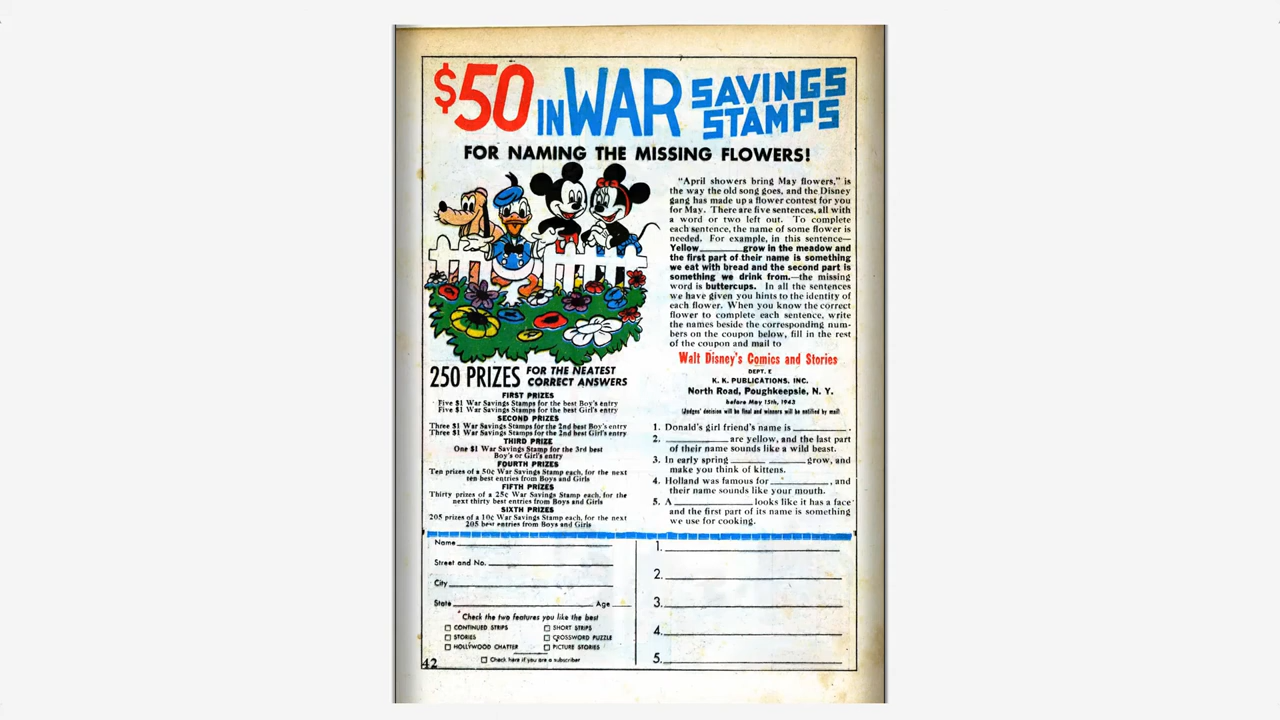 $50 IN WAR SAVINGS STAMPS
FOR NAMING THE MISSING FLOWERS!
"April showers bring May flowers," is
the way the old song goes, and the Disney
gang has made up a flower contest for you
for May. There are five sentences, all with
a word or two left out. To complete
each sentence, the name of some flower is
needed. For example, in this sentence—
Yellow ________ grow in the meadow and
the first part of their name is something
we eat with bread and the second part is
something we drink from.—the missing
word is buttercups. In all the sentences
we have given you hints to the identity of
each flower. When you know the correct
flower to complete each sentence, write
the names beside the corresponding num-
bers on the coupon below, fill in the rest
of the coupon and mail to
Walt Disney's Comics and Stories
DEPT. E
K. K. PUBLICATIONS, INC.
North Road, Poughkeepsie, N. Y.
before May 15th, 1943
(Judges' decision will be final and winners will be notified by mail)
250 PRIZES FOR THE NEATEST
CORRECT ANSWERS
FIRST PRIZES
Five $1 War Savings Stamps for the best Boy's entry
Five $1 War Savings Stamps for the best Girl's entry
SECOND PRIZES
Three $1 War Savings Stamps for the 2nd best Boy's entry
Three $1 War Savings Stamps for the 2nd best Girl's entry
THIRD PRIZE
One $1 War Savings Stamp for the 3rd best
Boy's or Girl's entry
FOURTH PRIZES
Ten prizes of a 50¢ War Savings Stamp each, for the next
ten best entries from Boys and Girls
FIFTH PRIZES
Thirty prizes of a 25¢ War Savings Stamp each, for the
next thirty best entries from Boys and Girls
SIXTH PRIZES
205 prizes of a 10¢ War Savings Stamp each, for the next
205 best entries from Boys and Girls
1. Donald's girl friend's name is ________.
2. ________ are yellow, and the last part
of their name sounds like a wild beast.
3. In early spring ______ ______ grow, and
make you think of kittens.
4. Holland was famous for ________, and
their name sounds like your mouth.
5. A ________ looks like it has a face
and the first part of its name is something
we use for cooking.
Name
Street and No.
City
State Age
Check the two features you like the best
CONTINUED STRIPS SHORT STRIPS
STORIES CROSSWORD PUZZLE
HOLLYWOOD CHATTER PICTURE STORIES
Check here if you are a subscriber
1.
2.
3.
4.
5.
42